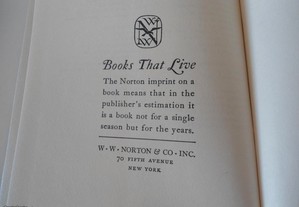 W W
N
Books That Live
The Norton imprint on a
book means that in the
publisher's estimation it
is a book not for a single
season but for the years.
W · W · NORTON & CO · INC.
70 FIFTH AVENUE
NEW YORK